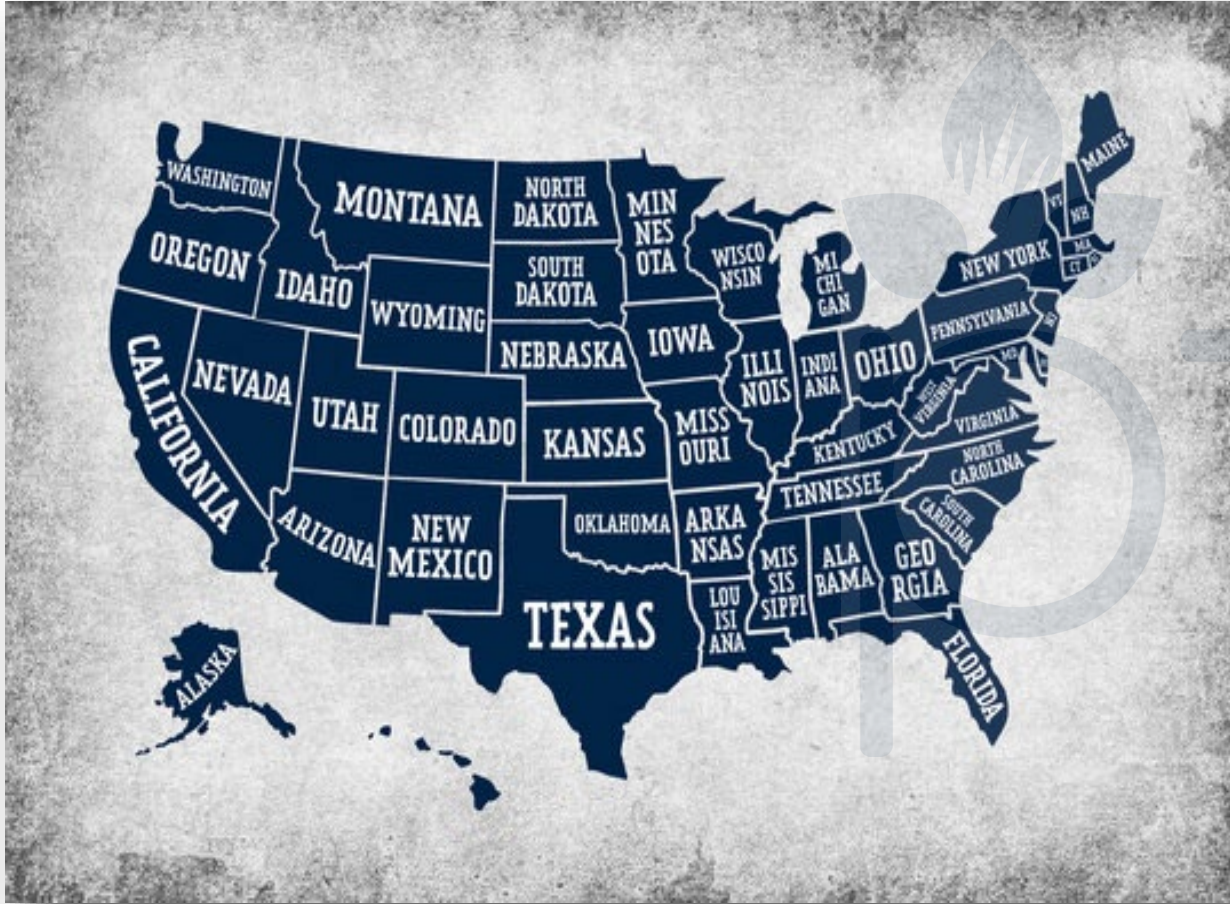 MAINE
WASHINGTON
MONTANA
NORTH
DAKOTA
MIN
NES
OTA
VT
NH
OREGON
IDAHO
SOUTH
DAKOTA
WISCO
NSIN
MI
CHI
GAN
NEW YORK
MA
CT
WYOMING
PENNSYLVANIA
NJ
CALIFORNIA
NEVADA
UTAH
COLORADO
NEBRASKA
IOWA
ILLI
NOIS
INDI
ANA
OHIO
MD
WEST
VIRGINIA
VIRGINIA
KANSAS
MISS
OURI
KENTUCKY
NORTH
CAROLINA
TENNESSEE
ARIZONA
NEW
MEXICO
OKLAHOMA
ARKA
NSAS
SOUTH
CAROLINA
TEXAS
LOU
ISI
ANA
MIS
SIS
SIPPI
ALA
BAMA
GEO
RGIA
FLORIDA
ALASKA